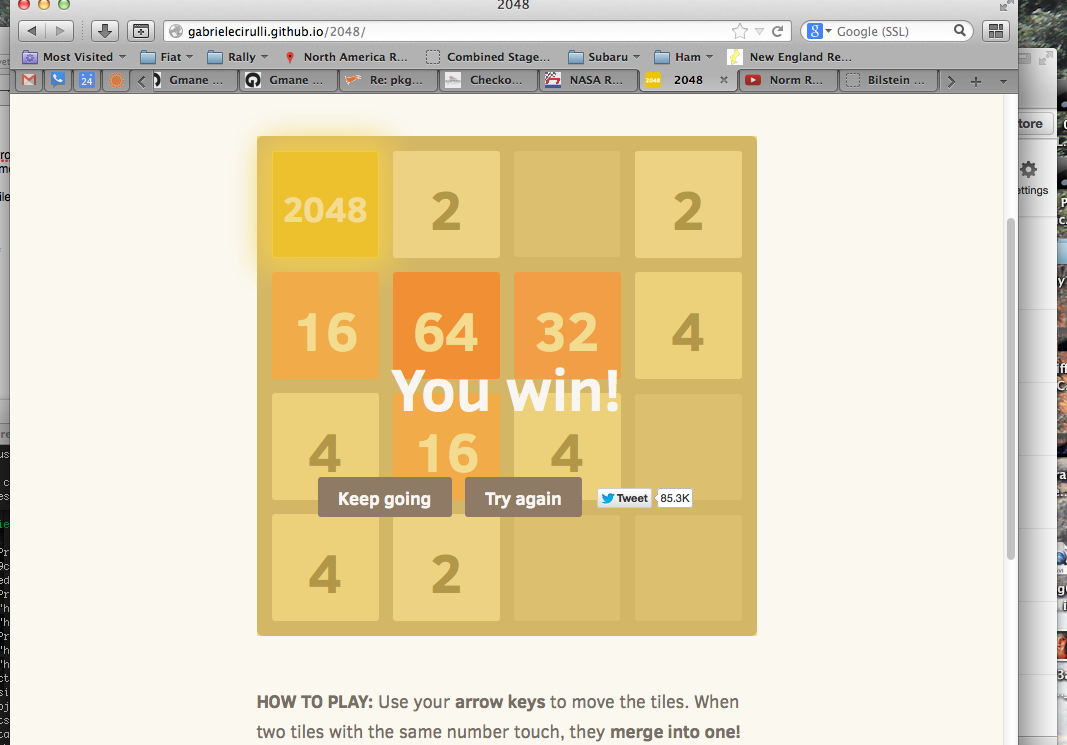 2048
gabrielecirulli.github.io/2048/
Google (SSL)
Most Visited Fiat Rally North America R... Combined Stage... Subaru Ham New England Re...
24 Gmane ... Gmane ... Re: pkg... Checko... NASA R... 2048 2048 Norm R... Bilstein ...
tore
ettings
2048 2 2
16 64 32 4
You win!
4 16 4
Keep going Try again Tweet 85.3K
4 2
HOW TO PLAY: Use your arrow keys to move the tiles. When
two tiles with the same number touch, they merge into one!